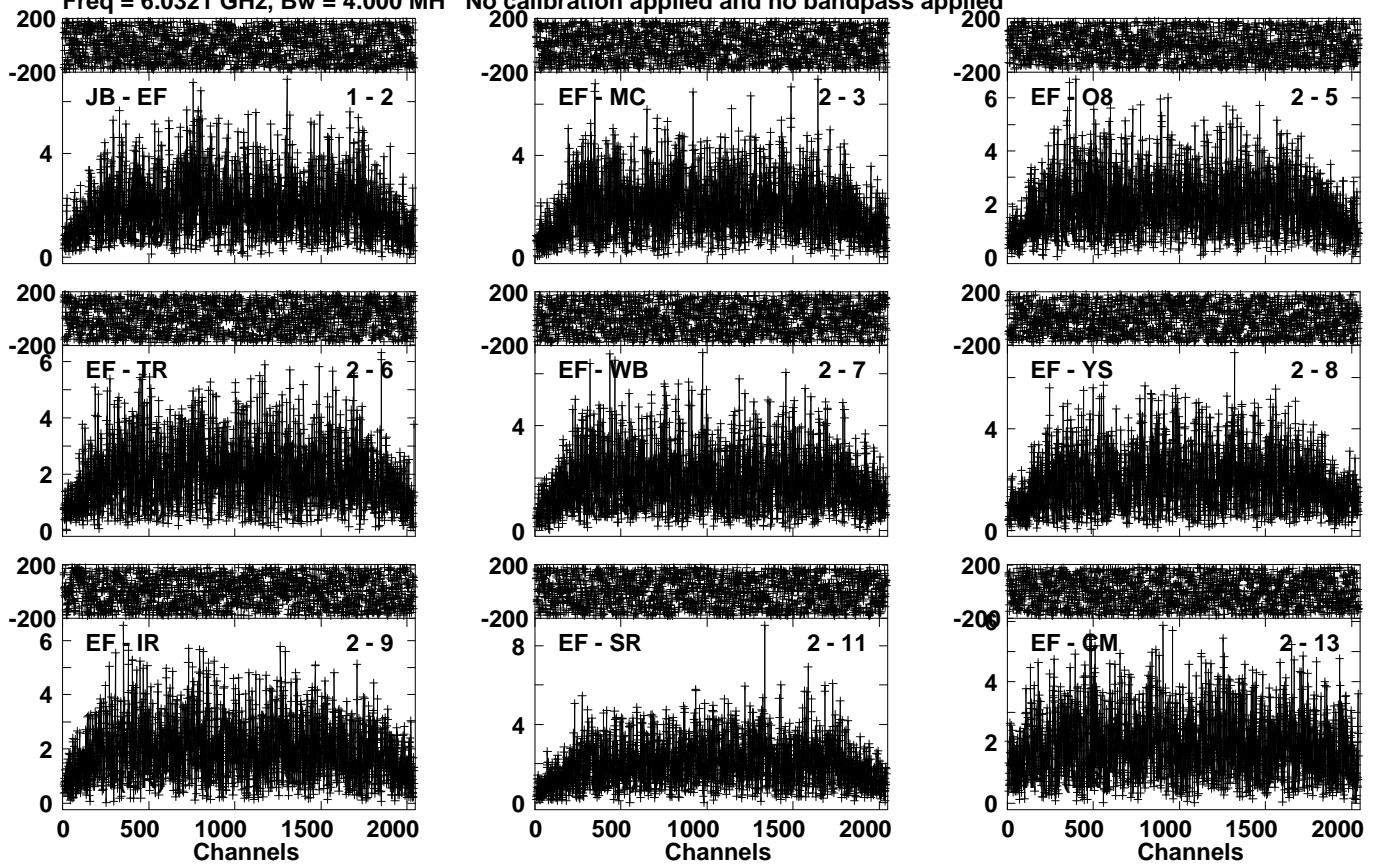 Freq = 6.0321 GHz, Bw = 4.000 MH No calibration applied and no bandpass applied
200 200 200
-200 -200 -200
JB - EF 1 - 2 EF - MC 2 - 3 EF - O8 2 - 5
6
4 4 4
2
0 0 0
200 200 200
-200 -200 -200
EF - TR 2 - 6 EF - WB 2 - 7 EF - YS 2 - 8
6
4 4 4
2
0 0 0
200 200 200
-200 -200 -200
6 8 6
EF - IR 2 - 9 EF - SR 2 - 11 EF - CM 2 - 13
4 4 4
2 2
0 0 0
0 500 1000 1500 2000 0 500 1000 1500 2000 0 500 1000 1500 2000
Channels Channels Channels